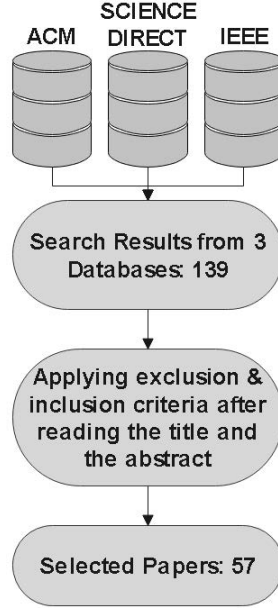 ACM
SCIENCE
DIRECT
IEEE
Search Results from 3
Databases: 139
Applying exclusion &
inclusion criteria after
reading the title and
the abstract
Selected Papers: 57